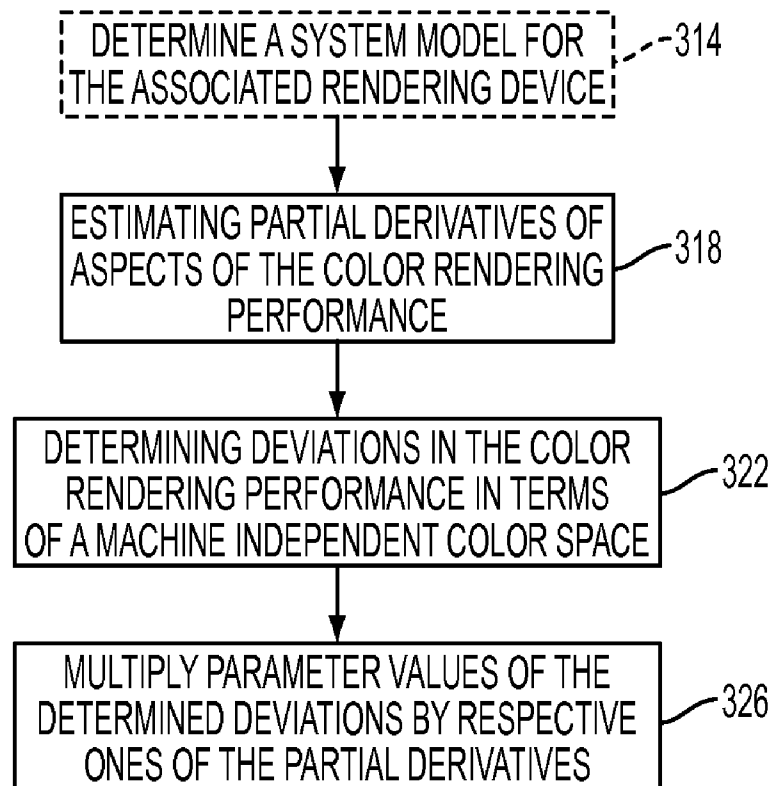 DETERMINE A SYSTEM MODEL FOR
THE ASSOCIATED RENDERING DEVICE
314
ESTIMATING PARTIAL DERIVATIVES OF
ASPECTS OF THE COLOR RENDERING
PERFORMANCE
318
DETERMINING DEVIATIONS IN THE COLOR
RENDERING PERFORMANCE IN TERMS
OF A MACHINE INDEPENDENT COLOR SPACE
322
MULTIPLY PARAMETER VALUES OF THE
DETERMINED DEVIATIONS BY RESPECTIVE
ONES OF THE PARTIAL DERIVATIVES
326